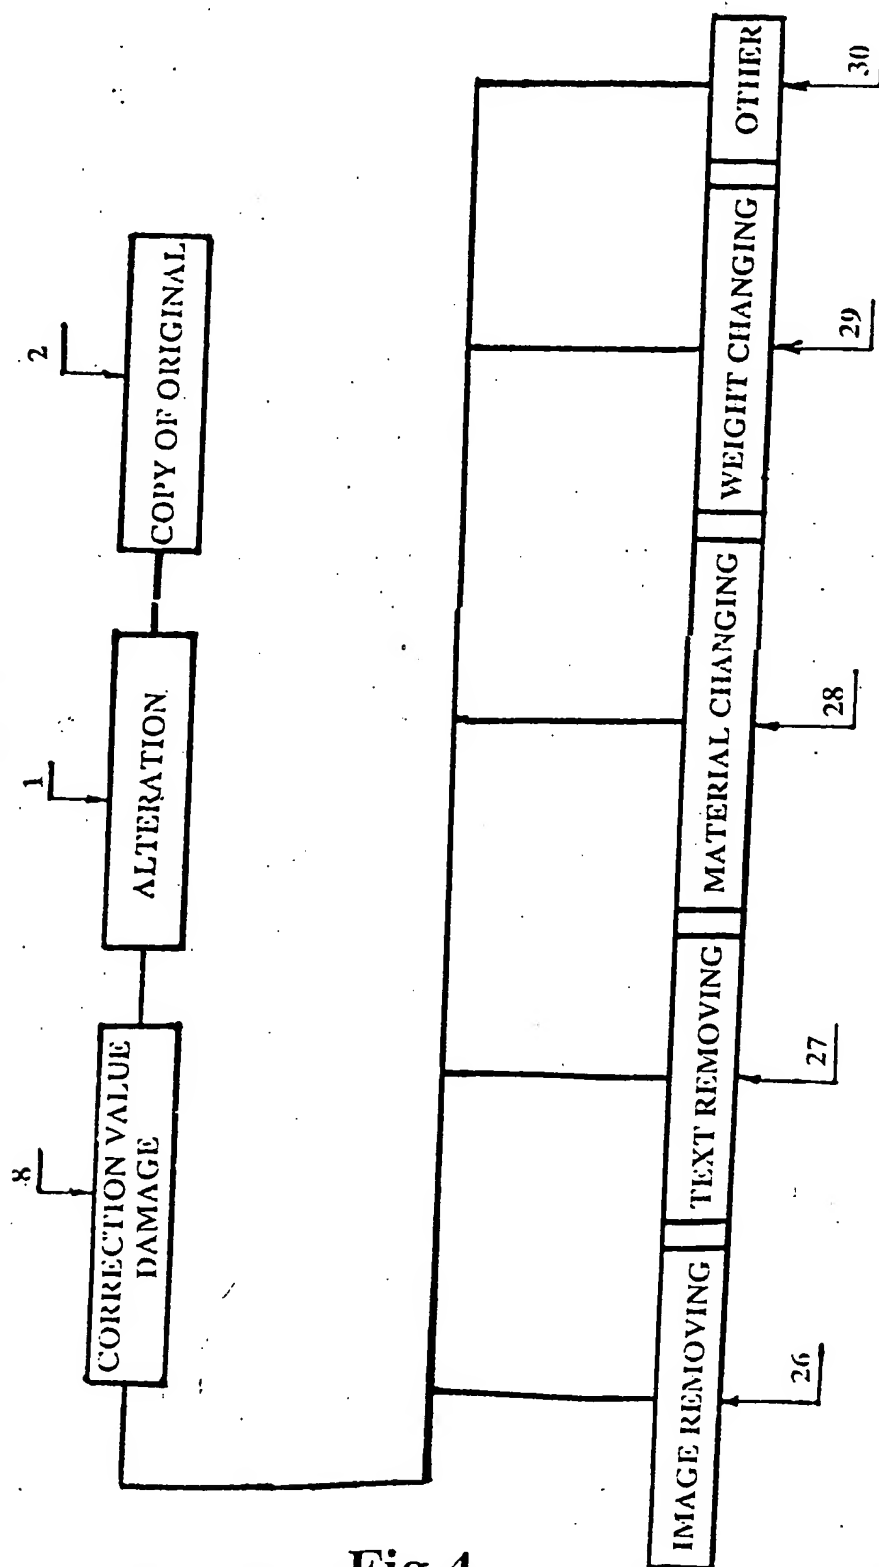 8
CORRECTION VALUE
DAMAGE
1
ALTERATION
2
COPY OF ORIGINAL
IMAGE REMOVING
TEXT REMOVING
MATERIAL CHANGING
WEIGHT CHANGING
OTHER
26
27
28
29
30
Fig 4